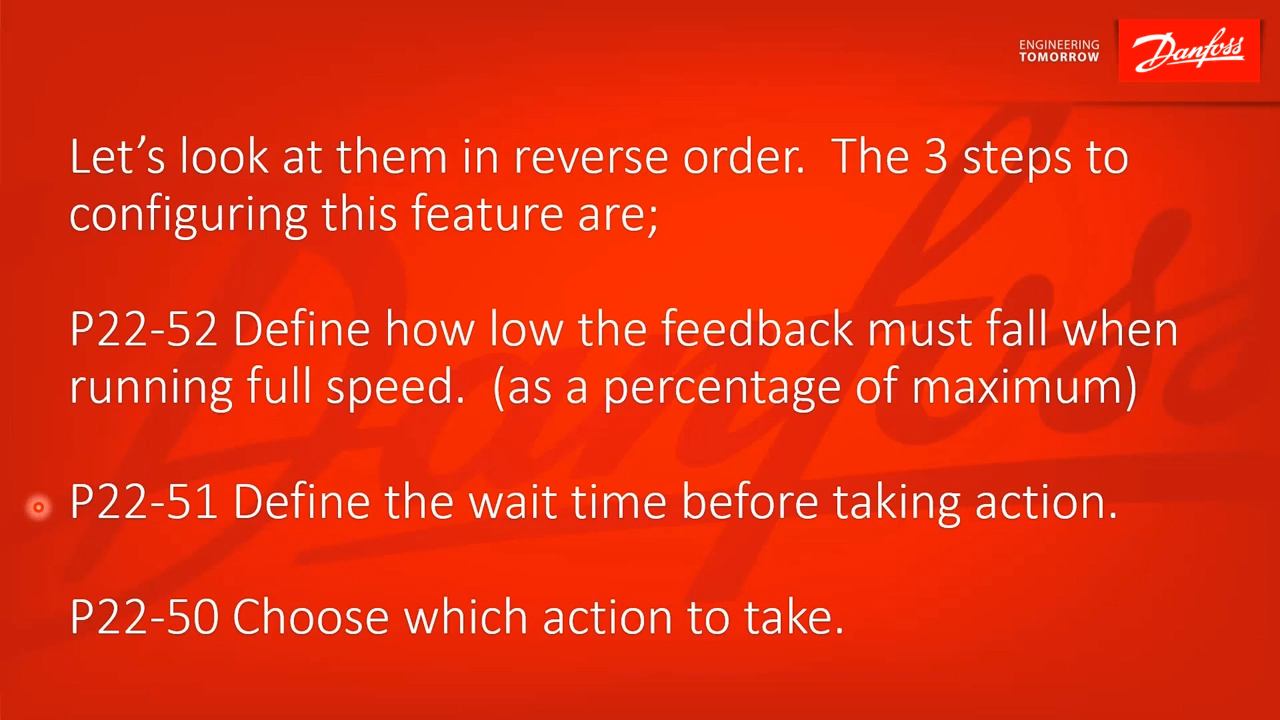 ENGINEERING
TOMORROW
Danfoss
Let’s look at them in reverse order.  The 3 steps to
configuring this feature are;
P22-52 Define how low the feedback must fall when
running full speed.  (as a percentage of maximum)
P22-51 Define the wait time before taking action.
P22-50 Choose which action to take.
Danfoss